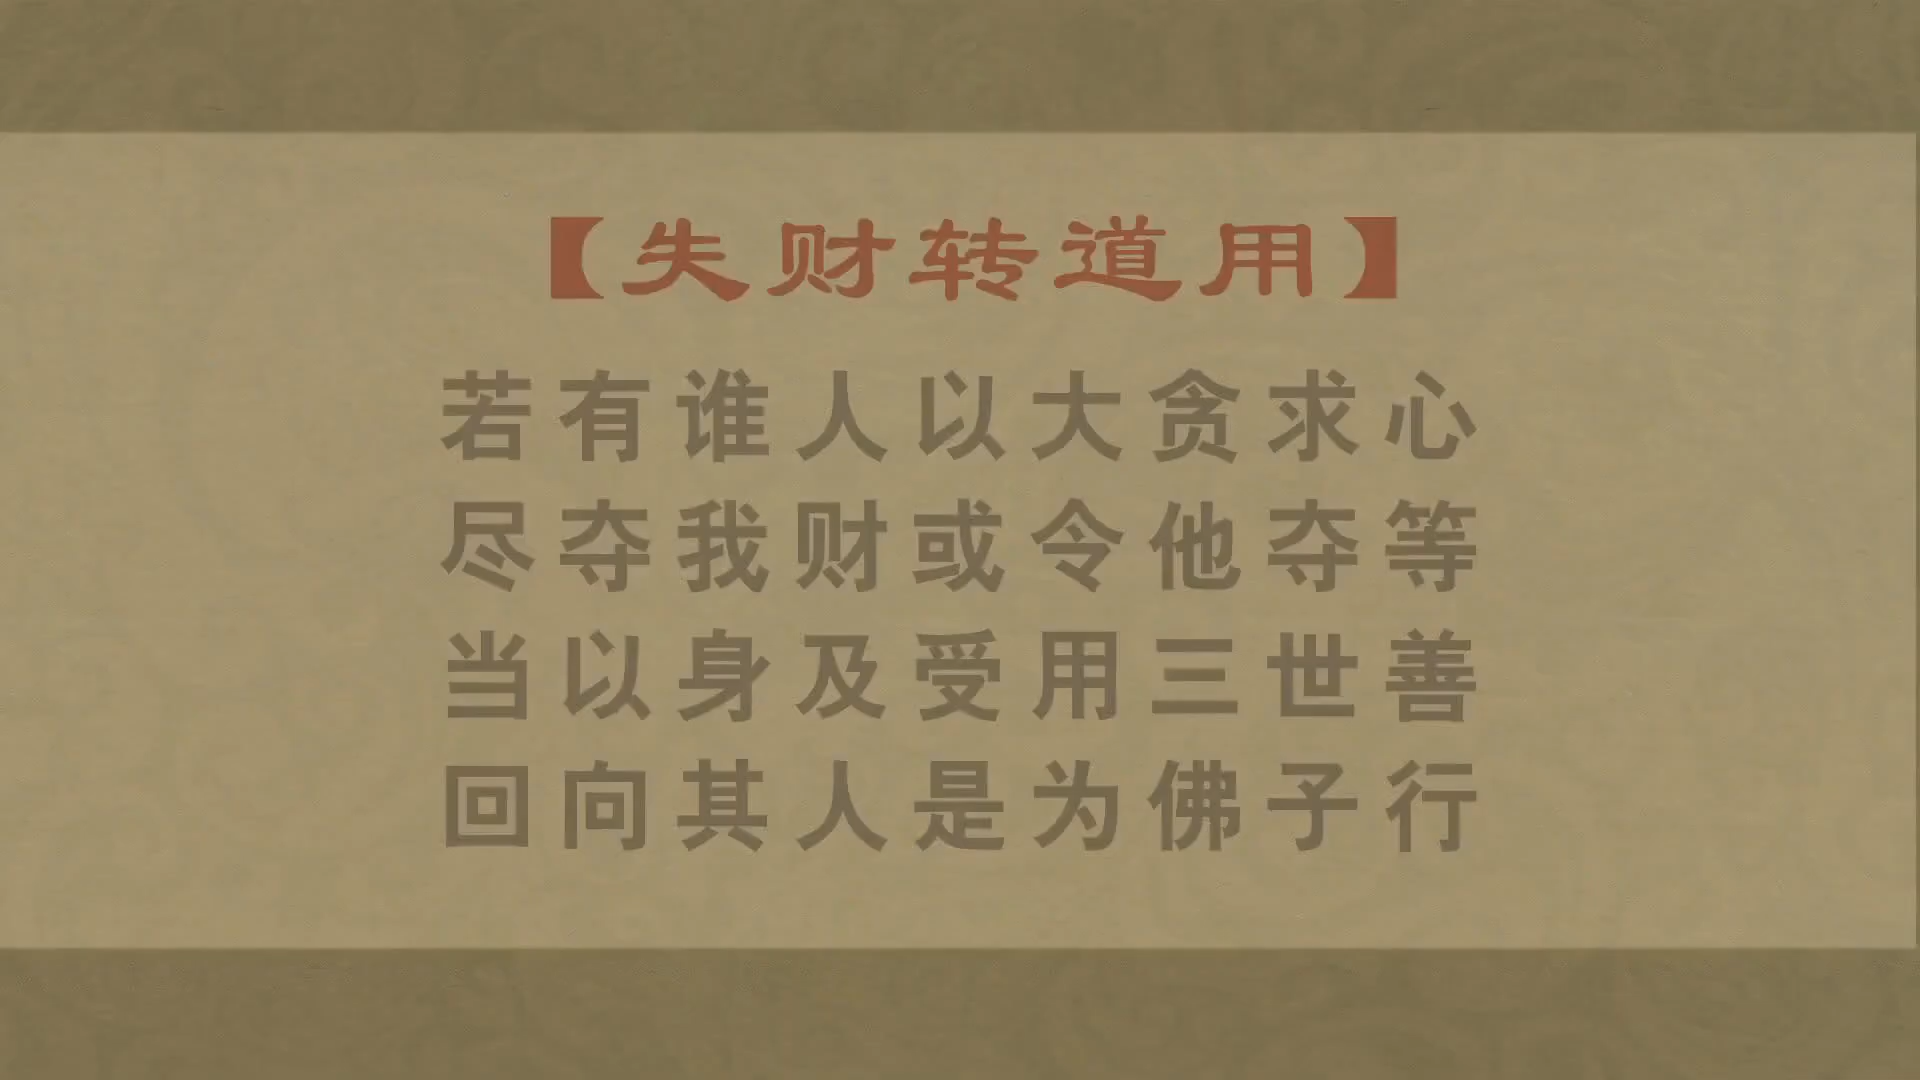 【失财转道用】
若有谁人以大贪求心
尽夺我财或令他夺等
当以身及受用三世善
回向其人是为佛子行